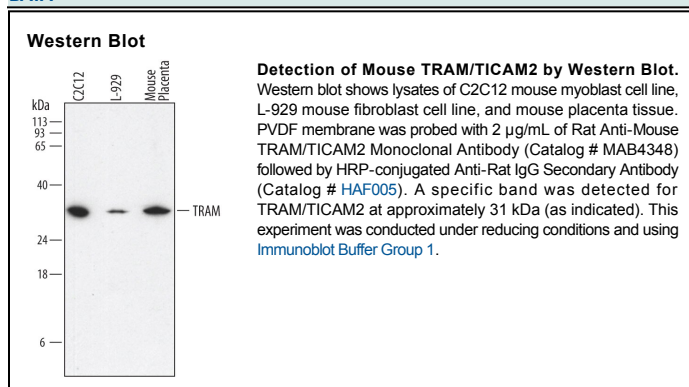 Western Blot
C2C12
L-929
Mouse
Placenta
kDa
113
93
65
40
TRAM
24
18
6
Detection of Mouse TRAM/TICAM2 by Western Blot.
Western blot shows lysates of C2C12 mouse myoblast cell line,
L-929 mouse fibroblast cell line, and mouse placenta tissue.
PVDF membrane was probed with 2 µg/mL of Rat Anti-Mouse
TRAM/TICAM2 Monoclonal Antibody (Catalog # MAB4348)
followed by HRP-conjugated Anti-Rat IgG Secondary Antibody
(Catalog # HAF005). A specific band was detected for
TRAM/TICAM2 at approximately 31 kDa (as indicated). This
experiment was conducted under reducing conditions and using
Immunoblot Buffer Group 1.